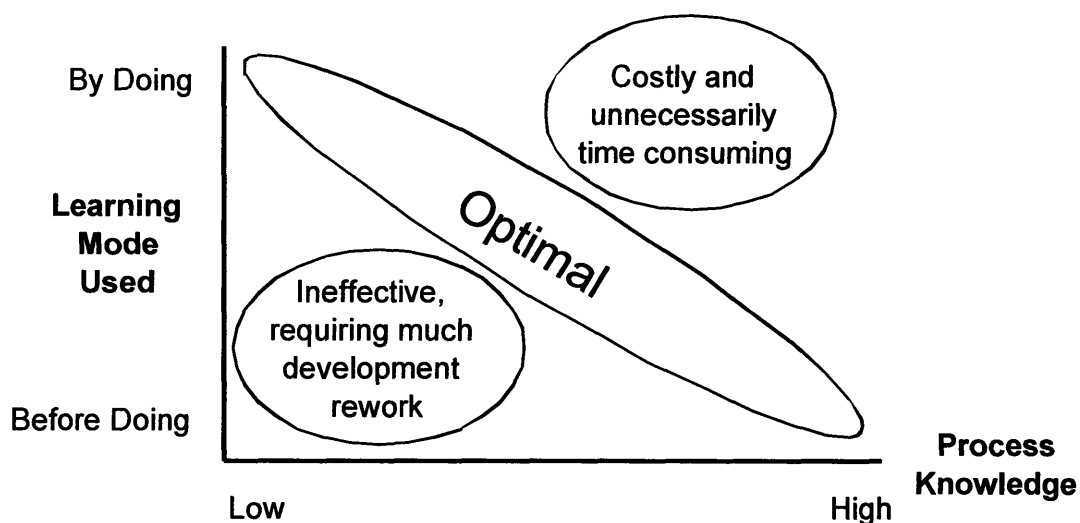 By Doing
Costly and
unnecessarily
time consuming
Learning
Mode
Used
Optimal
Ineffective,
requiring much
development
rework
Before Doing
Process
Knowledge
Low
High